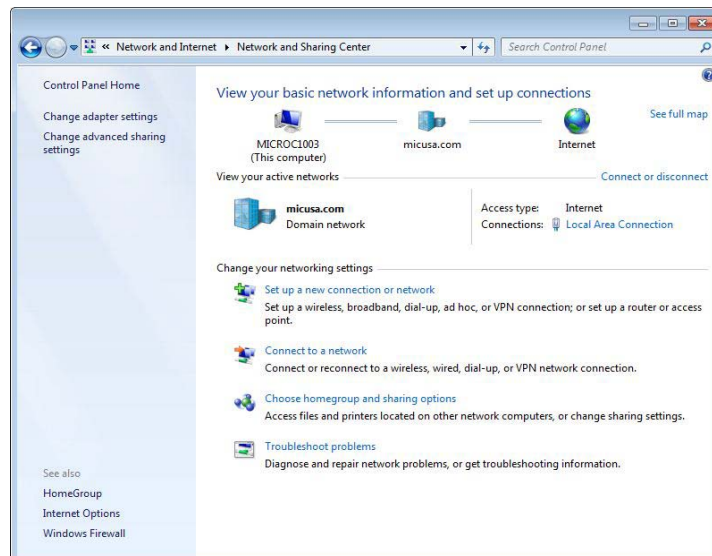 « Network and Internet ▸ Network and Sharing Center
Search Control Panel
Control Panel Home
Change adapter settings
Change advanced sharing
settings
See also
HomeGroup
Internet Options
Windows Firewall
View your basic network information and set up connections
See full map
MICROC1003
(This computer)
micusa.com
Internet
View your active networks
Connect or disconnect
micusa.com
Domain network
Access type: Internet
Connections: Local Area Connection
Change your networking settings
Set up a new connection or network
Set up a wireless, broadband, dial-up, ad hoc, or VPN connection; or set up a router or access
point.
Connect to a network
Connect or reconnect to a wireless, wired, dial-up, or VPN network connection.
Choose homegroup and sharing options
Access files and printers located on other network computers, or change sharing settings.
Troubleshoot problems
Diagnose and repair network problems, or get troubleshooting information.